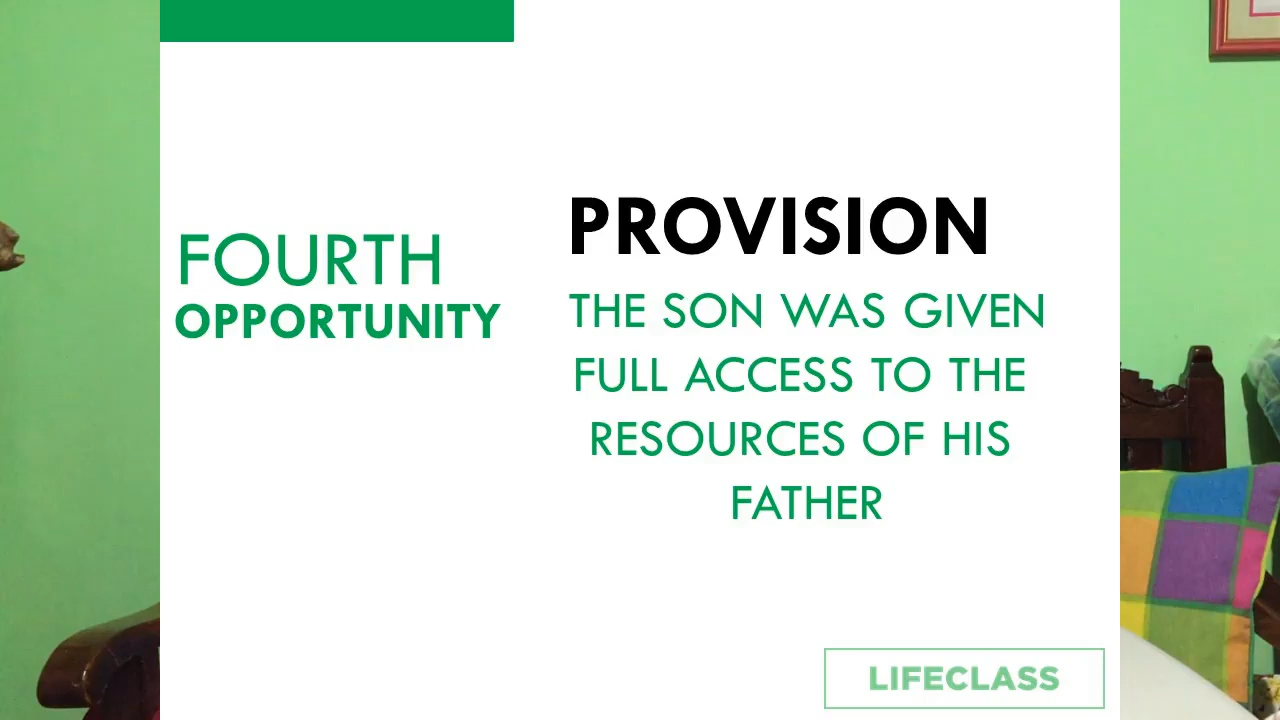 FOURTH
OPPORTUNITY
PROVISION
THE SON WAS GIVEN
FULL ACCESS TO THE
RESOURCES OF HIS
FATHER
LIFECLASS